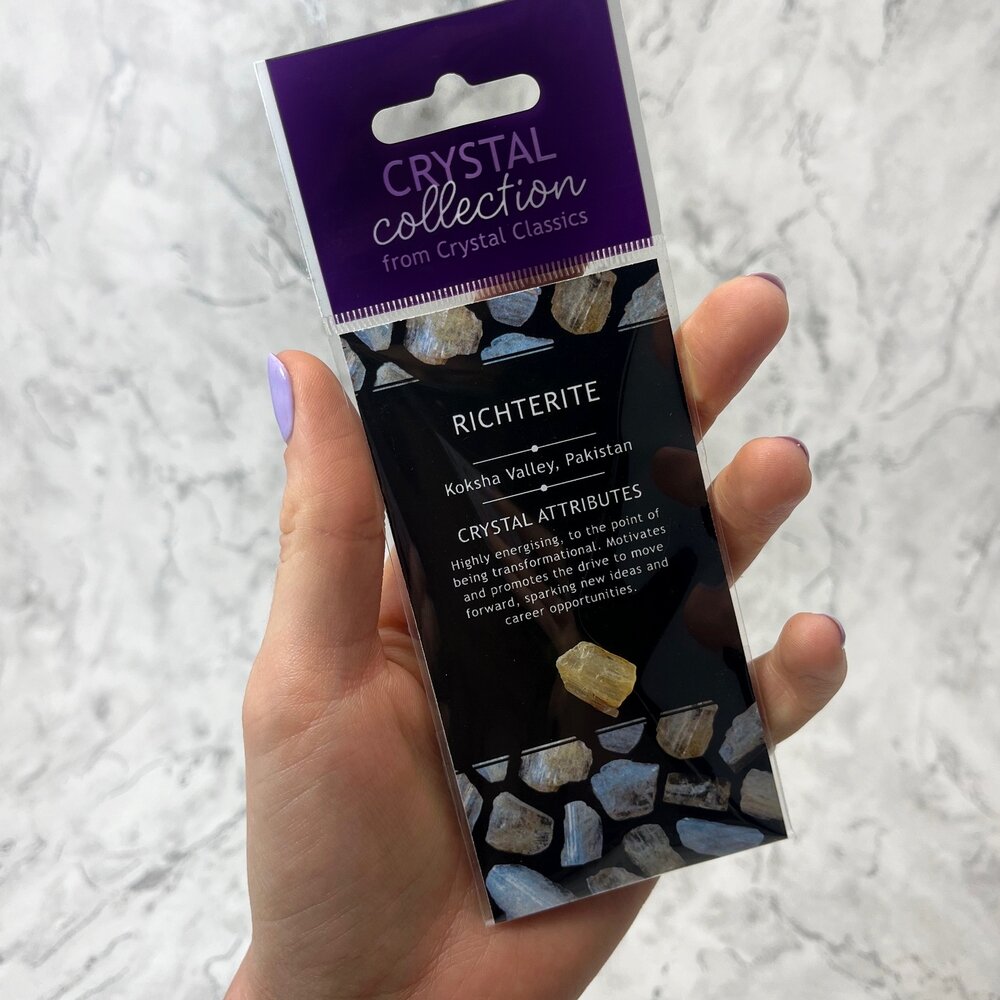 CRYSTAL
collection
from Crystal Classics
RICHTERITE
Koksha Valley, Pakistan
CRYSTAL ATTRIBUTES
Highly energising, to the point of
being transformational. Motivates
and promotes the drive to move
forward, sparking new ideas and
career opportunities.